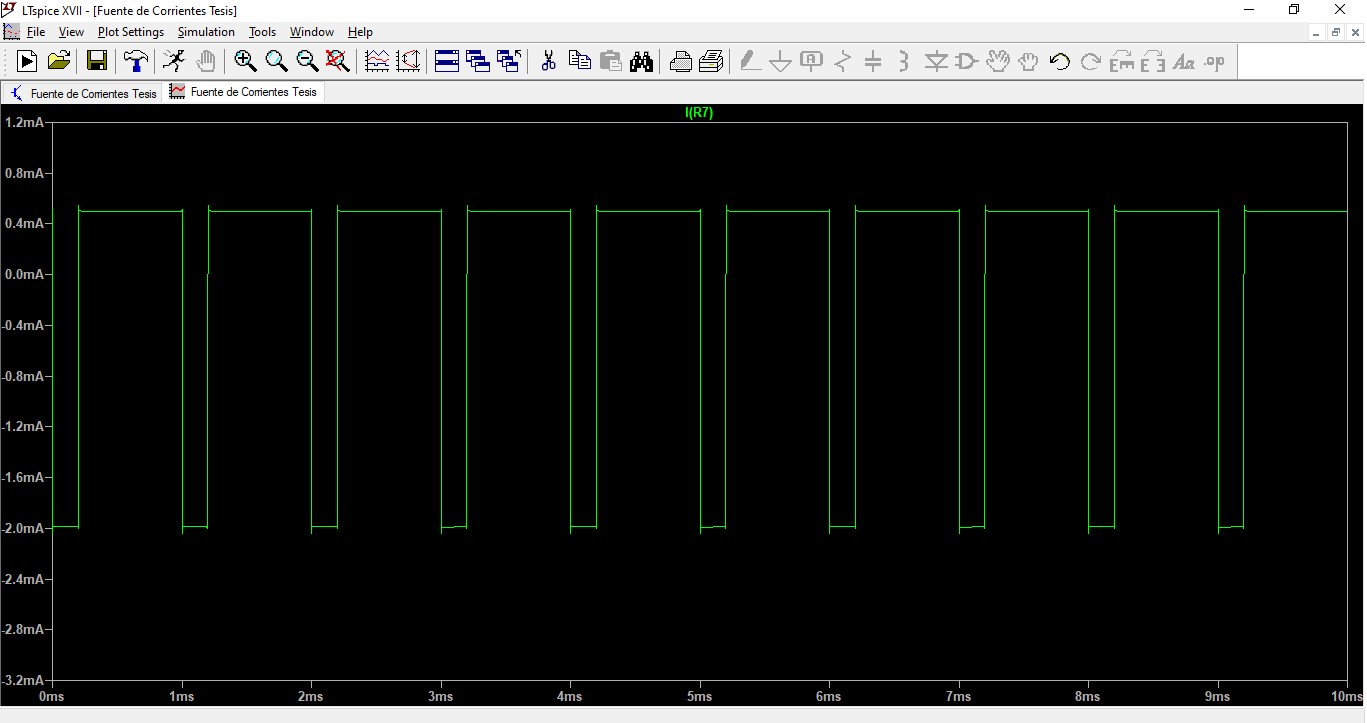 LTspice XVII - [Fuente de Corrientes Tesis]
File View Plot Settings Simulation Tools Window Help
Fuente de Corrientes Tesis Fuente de Corrientes Tesis
I(R7)
1.2mA
0.8mA
0.4mA
0.0mA
-0.4mA
-0.8mA
-1.2mA
-1.6mA
-2.0mA
-2.4mA
-2.8mA
-3.2mA
0ms 1ms 2ms 3ms 4ms 5ms 6ms 7ms 8ms 9ms 10ms